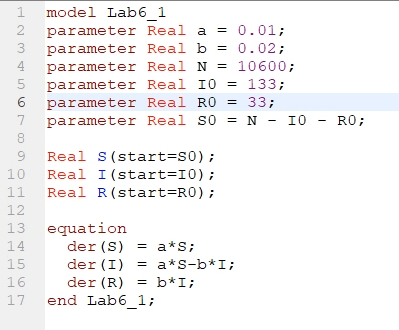 1 model Lab6_1
2 parameter Real a = 0.01;
3 parameter Real b = 0.02;
4 parameter Real N = 10600;
5 parameter Real I0 = 133;
6 parameter Real R0 = 33;
7 parameter Real S0 = N - I0 - R0;
8
9 Real S(start=S0);
10 Real I(start=I0);
11 Real R(start=R0);
12
13 equation
14   der(S) = a*S;
15   der(I) = a*S-b*I;
16   der(R) = b*I;
17 end Lab6_1;